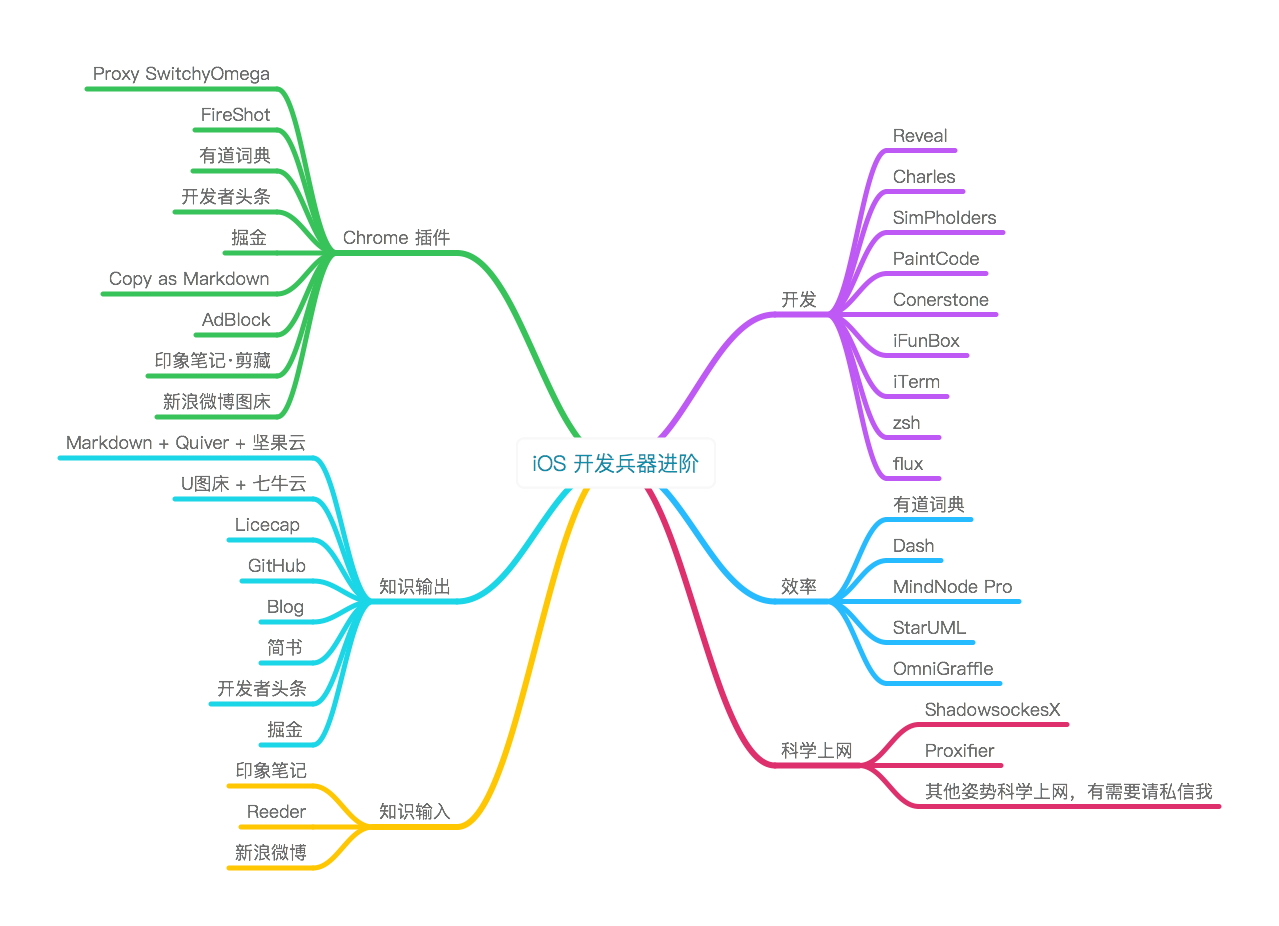 iOS 开发兵器进阶
Chrome 插件
Proxy SwitchyOmega
FireShot
有道词典
开发者头条
掘金
Copy as Markdown
AdBlock
印象笔记·剪藏
新浪微博图床
知识输出
Markdown + Quiver + 坚果云
U图床 + 七牛云
Licecap
GitHub
Blog
简书
开发者头条
掘金
知识输入
印象笔记
Reeder
新浪微博
开发
Reveal
Charles
SimPholders
PaintCode
Conerstone
iFunBox
iTerm
zsh
flux
效率
有道词典
Dash
MindNode Pro
StarUML
OmniGraffle
科学上网
ShadowsockesX
Proxifier
其他姿势科学上网，有需要请私信我